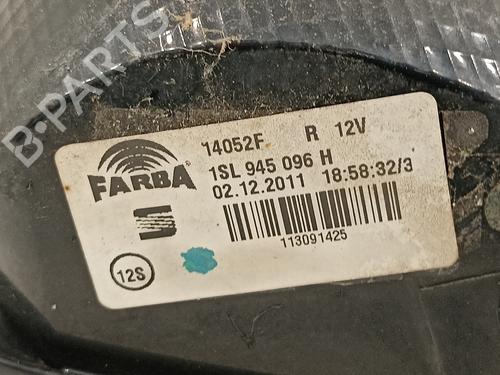 B-PARTS
14052F R 12V
FARBA
1SL 945 096 H
02.12.2011 18:58:32/3
113091425
12S